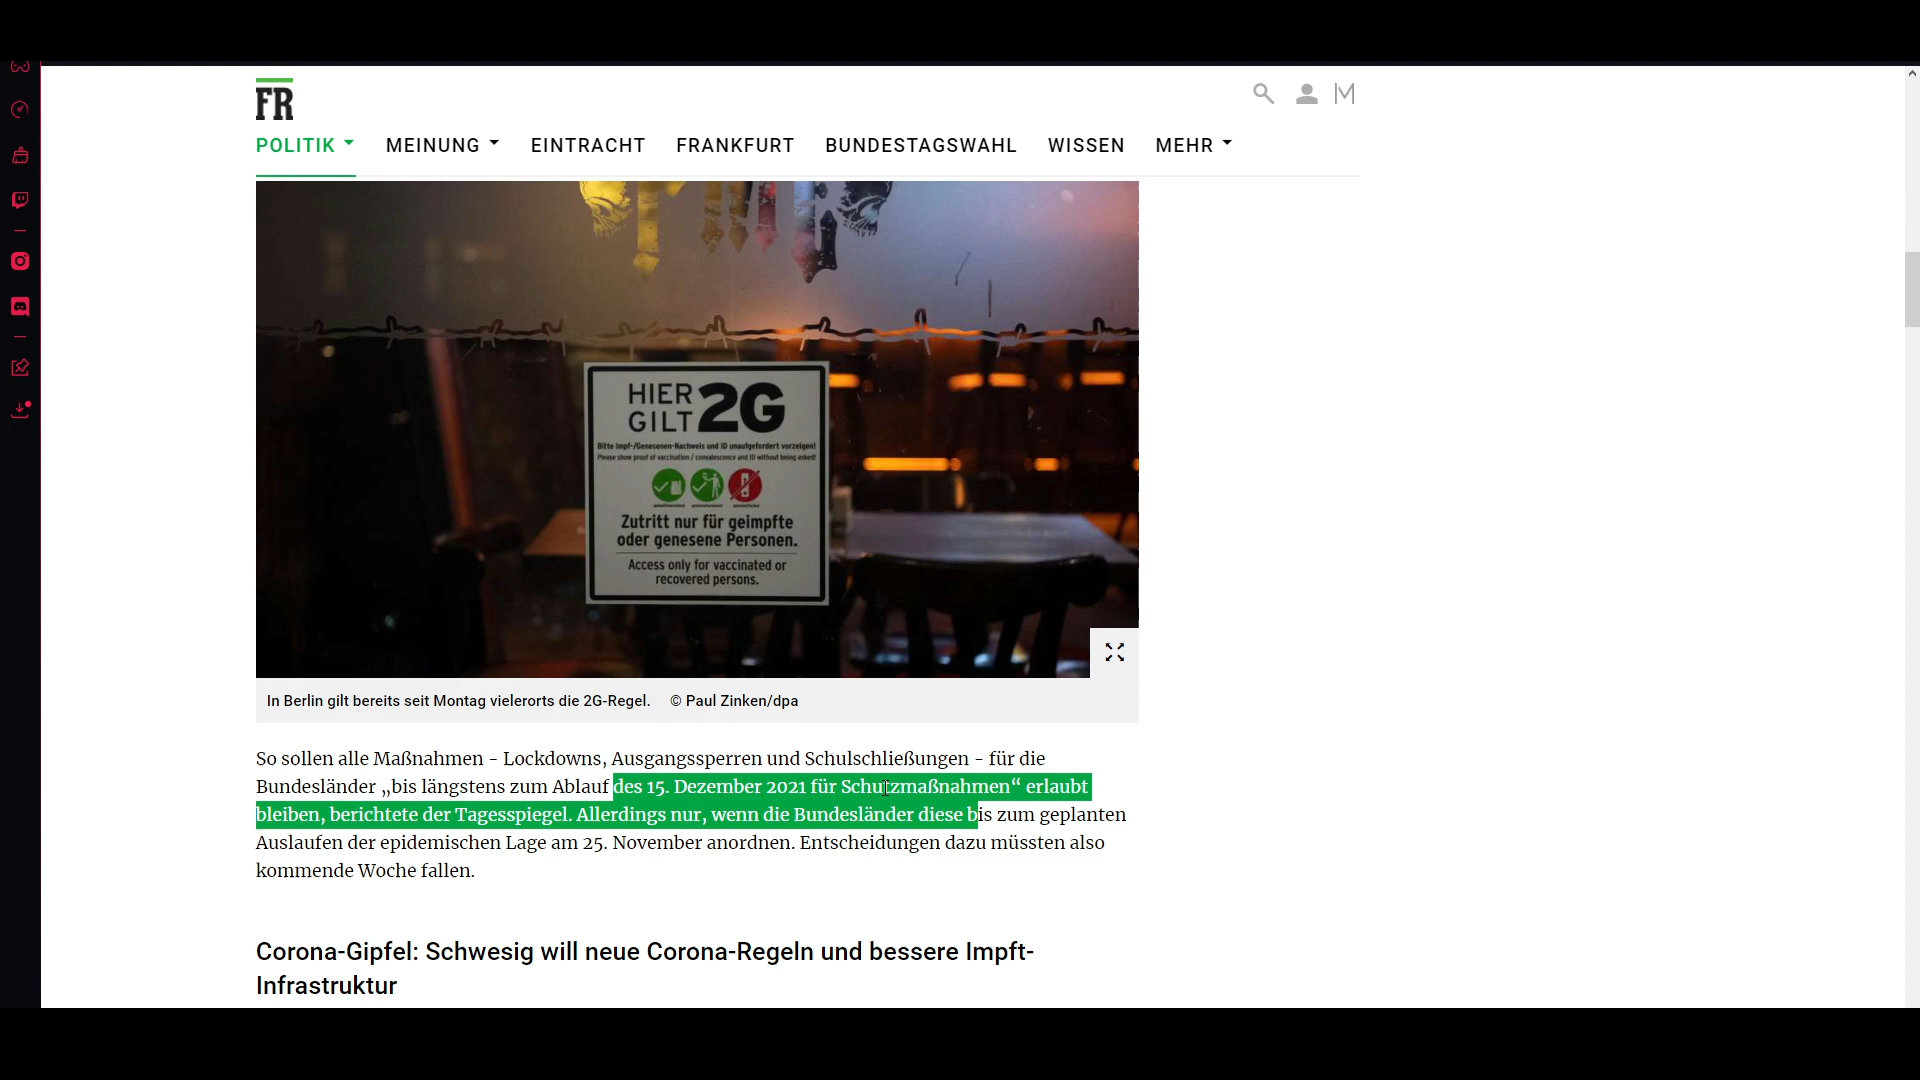 FR
POLITIK
MEINUNG
EINTRACHT
FRANKFURT
BUNDESTAGSWAHL
WISSEN
MEHR
HIER
GILT 2G
Bitte Impf-/Genesenen-Nachweis und ID unaufgefordert vorzeigen!
Please show proof of vaccination / convalescence and ID without being asked!
Zutritt nur für geimpfte
oder genesene Personen.
Access only for vaccinated or
recovered persons.
In Berlin gilt bereits seit Montag vielerorts die 2G-Regel. © Paul Zinken/dpa
So sollen alle Maßnahmen - Lockdowns, Ausgangssperren und Schulschließungen - für die
Bundesländer „bis längstens zum Ablauf des 15. Dezember 2021 für Schutzmaßnahmen“ erlaubt
bleiben, berichtete der Tagesspiegel. Allerdings nur, wenn die Bundesländer diese bis zum geplanten
Auslaufen der epidemischen Lage am 25. November anordnen. Entscheidungen dazu müssten also
kommende Woche fallen.
Corona-Gipfel: Schwesig will neue Corona-Regeln und bessere Impft-
Infrastruktur